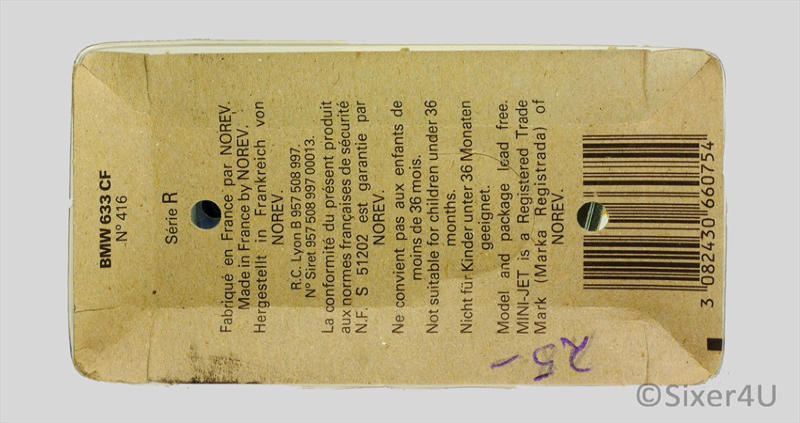 BMW 633 CF
N° 416
Série R
Fabriqué en France par NOREV.
Made in France by NOREV.
Hergestellt in Frankreich von
NOREV.
R.C. Lyon B 957 508 997.
N° Siret 957 508 997 00013.
La conformité du présent produit
aux normes françaises de sécurité
N.F. S 51202 est garantie par
NOREV.
Ne convient pas aux enfants de
moins de 36 mois.
Not suitable for children under 36
months.
Nicht für Kinder unter 36 Monaten
geeignet.
Model and package lead free.
MINI-JET is a Registered Trade
Mark (Marka Registrada) of
NOREV.
3 082430 660754
25-
©Sixer4U